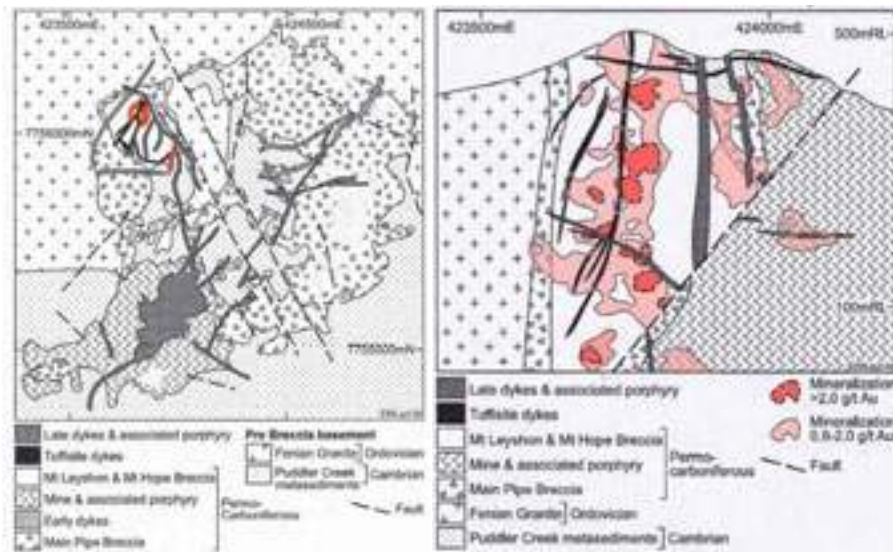 423500mE
424500mE
7756000mN
7755000mN
Late dykes & associated porphyry
Tuffisite dykes
Mt Leyshon & Mt Hope Breccia
Mine & associated porphyry
Early dykes
Main Pipe Breccia
Permo-
Carboniferous
Pre Breccia basement
Fenian Granite
Ordovician
Puddler Creek
metasediments
Cambrian
Fault
423600mE
424000mE
500mRL
100mRL
Late dykes & associated porphyry
Tuffisite dykes
Mt Leyshon & Mt Hope Breccia
Mine & associated porphyry
Main Pipe Breccia
Permo-
carboniferous
Fenian Granite
Ordovician
Puddler Creek metasediments
Cambrian
Mineralization
>2.0 g/t Au
Mineralization
0.8-2.0 g/t Au
Fault